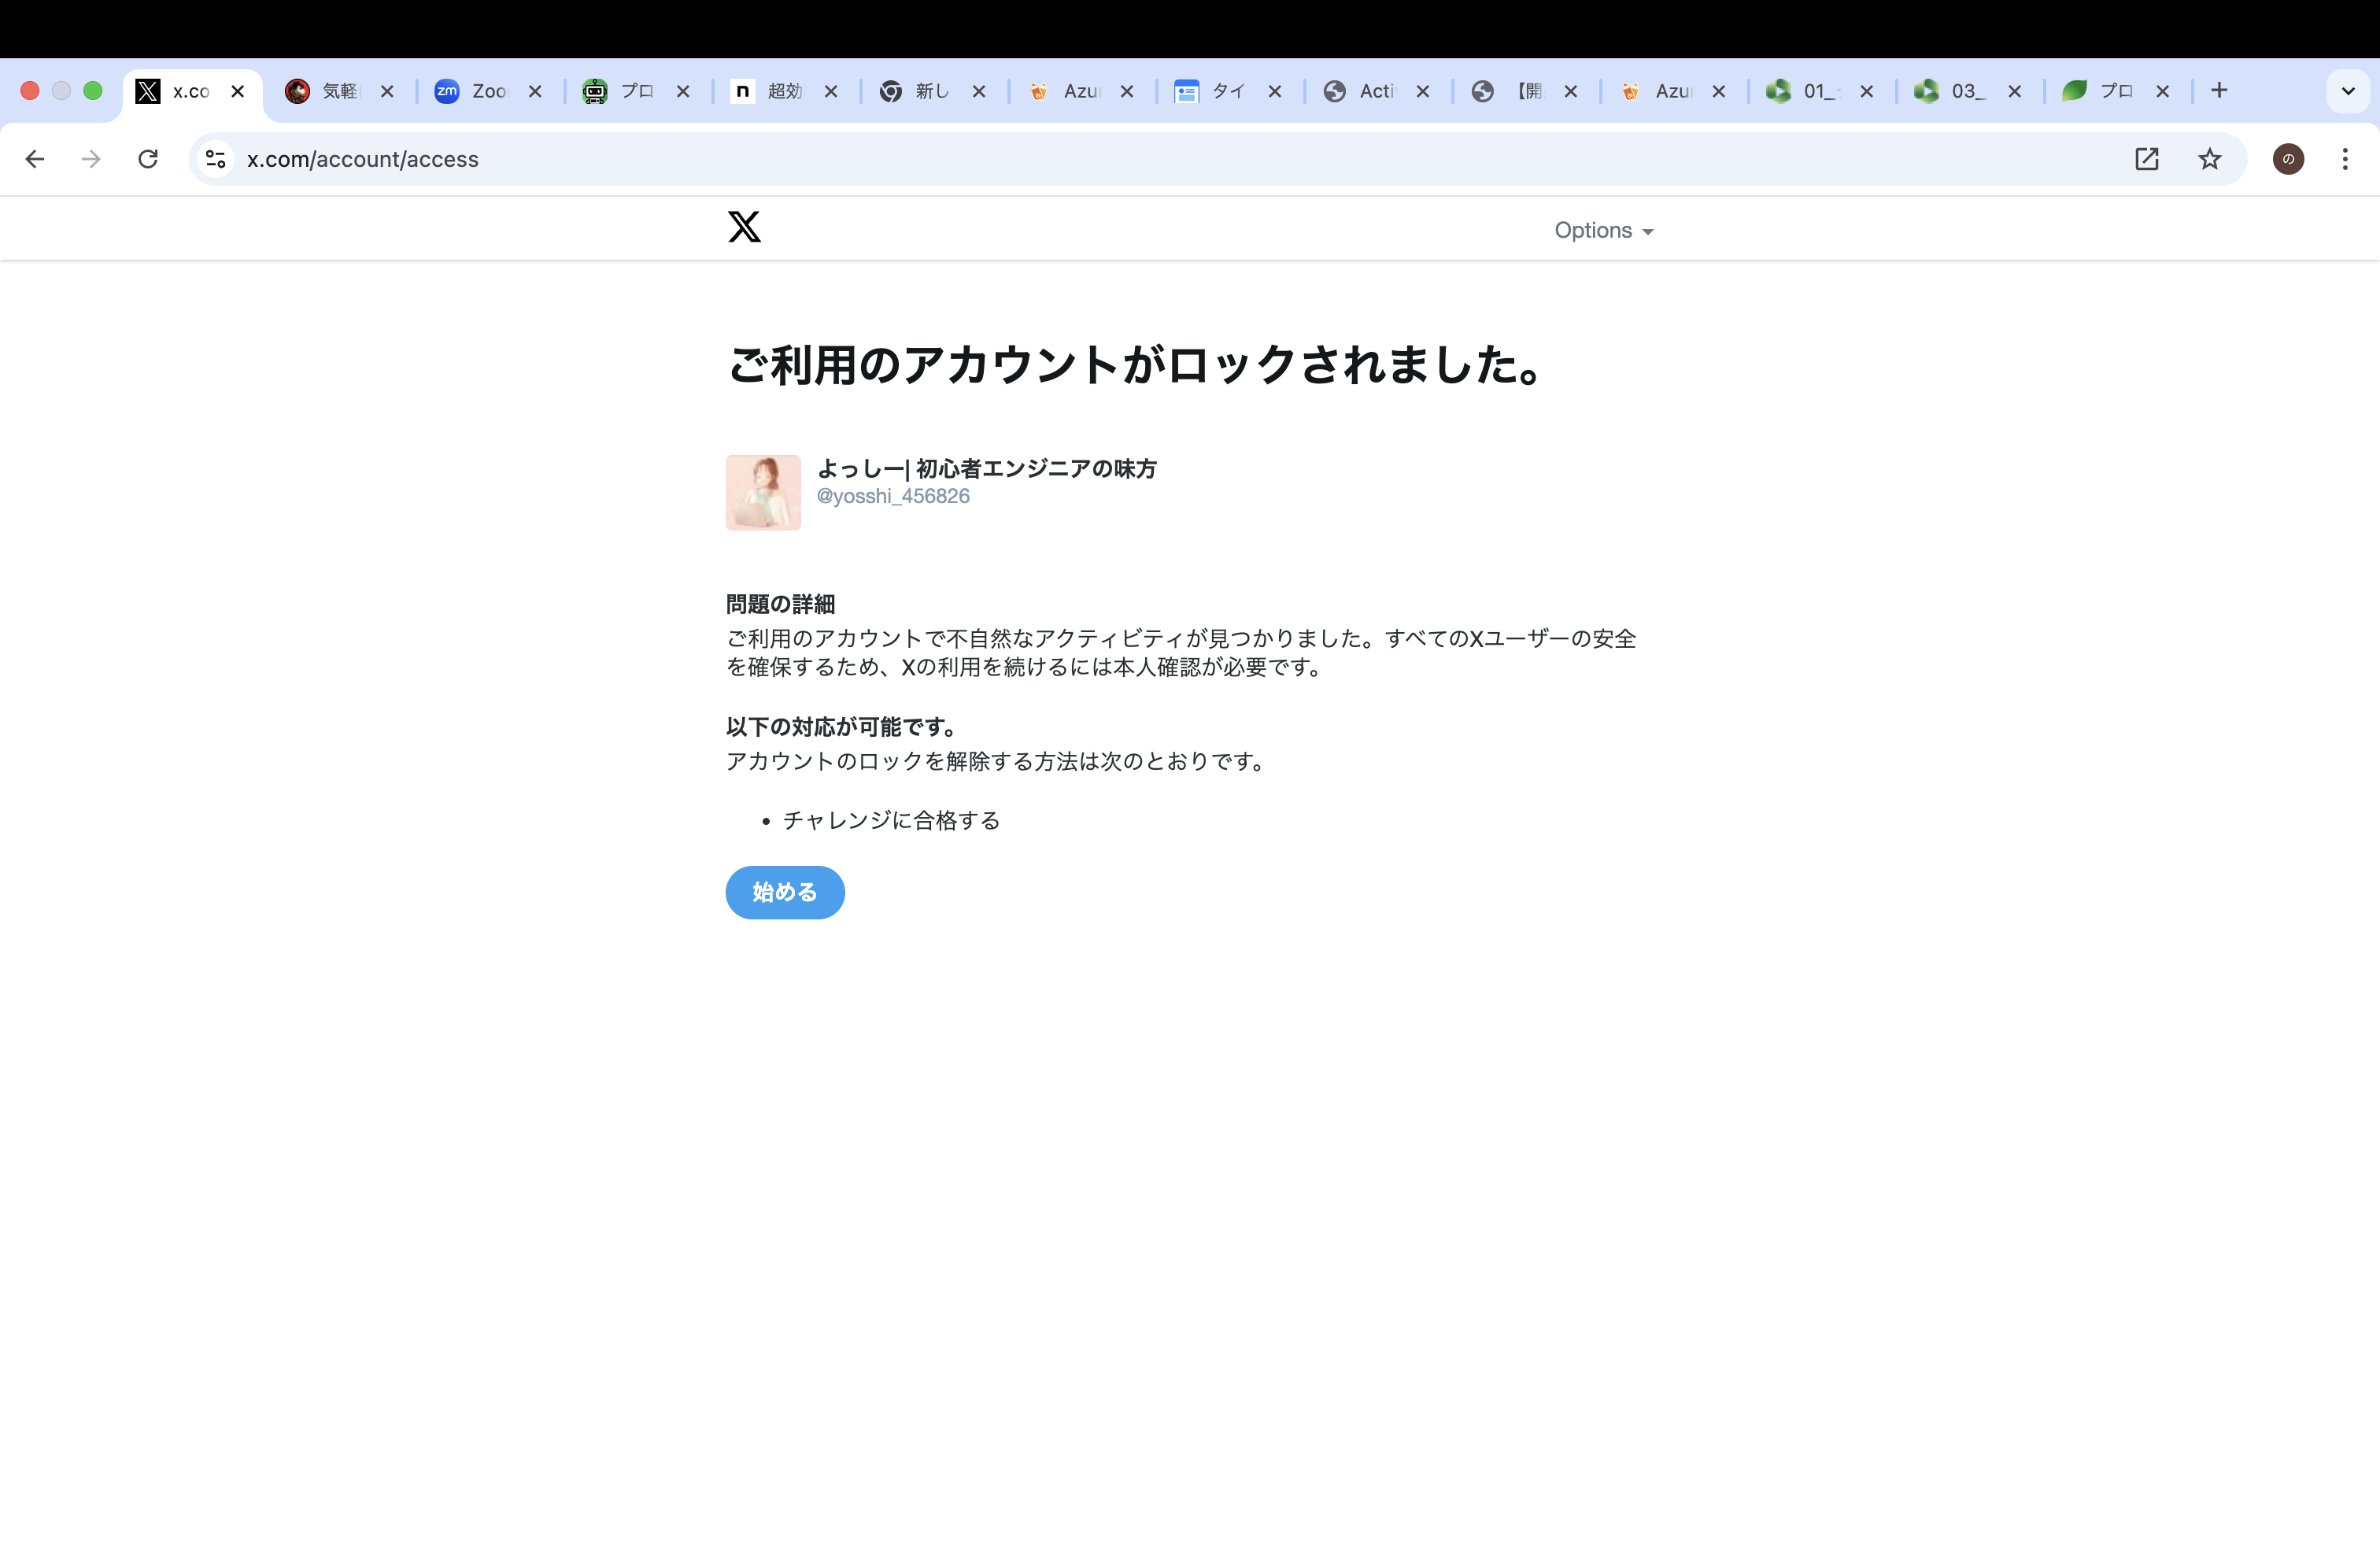 x.co
気軽
zm
Zoo
プロ
n
超効
新し
Azu
タイ
Acti
【開
Azu
01_
03_
プロ
x.com/account/access
の
Options
ご利用のアカウントがロックされました。
よっしー| 初心者エンジニアの味方
@yosshi_456826
問題の詳細
ご利用のアカウントで不自然なアクティビティが見つかりました。すべてのXユーザーの安全
を確保するため、Xの利用を続けるには本人確認が必要です。
以下の対応が可能です。
アカウントのロックを解除する方法は次のとおりです。
• チャレンジに合格する
始める